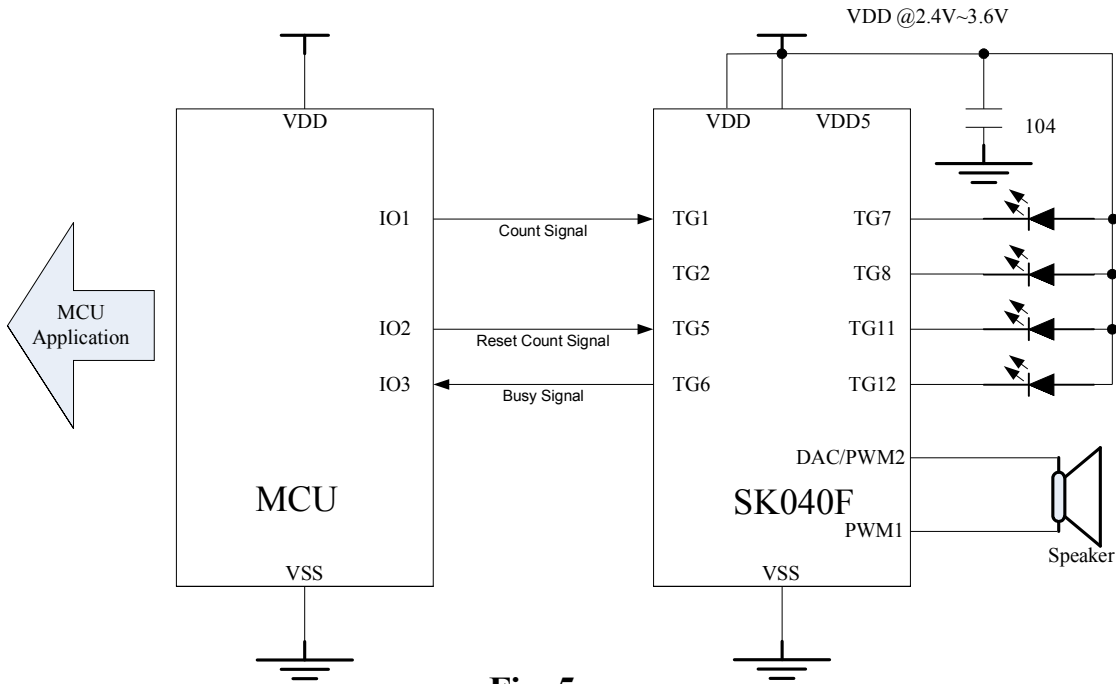 VDD @2.4V~3.6V
VDD
VDD
VDD5
104
IO1
Count Signal
TG1
TG7
TG2
TG8
MCU
Application
IO2
Reset Count Signal
TG5
TG11
IO3
Busy Signal
TG6
TG12
DAC/PWM2
MCU
SK040F
PWM1
Speaker
VSS
VSS